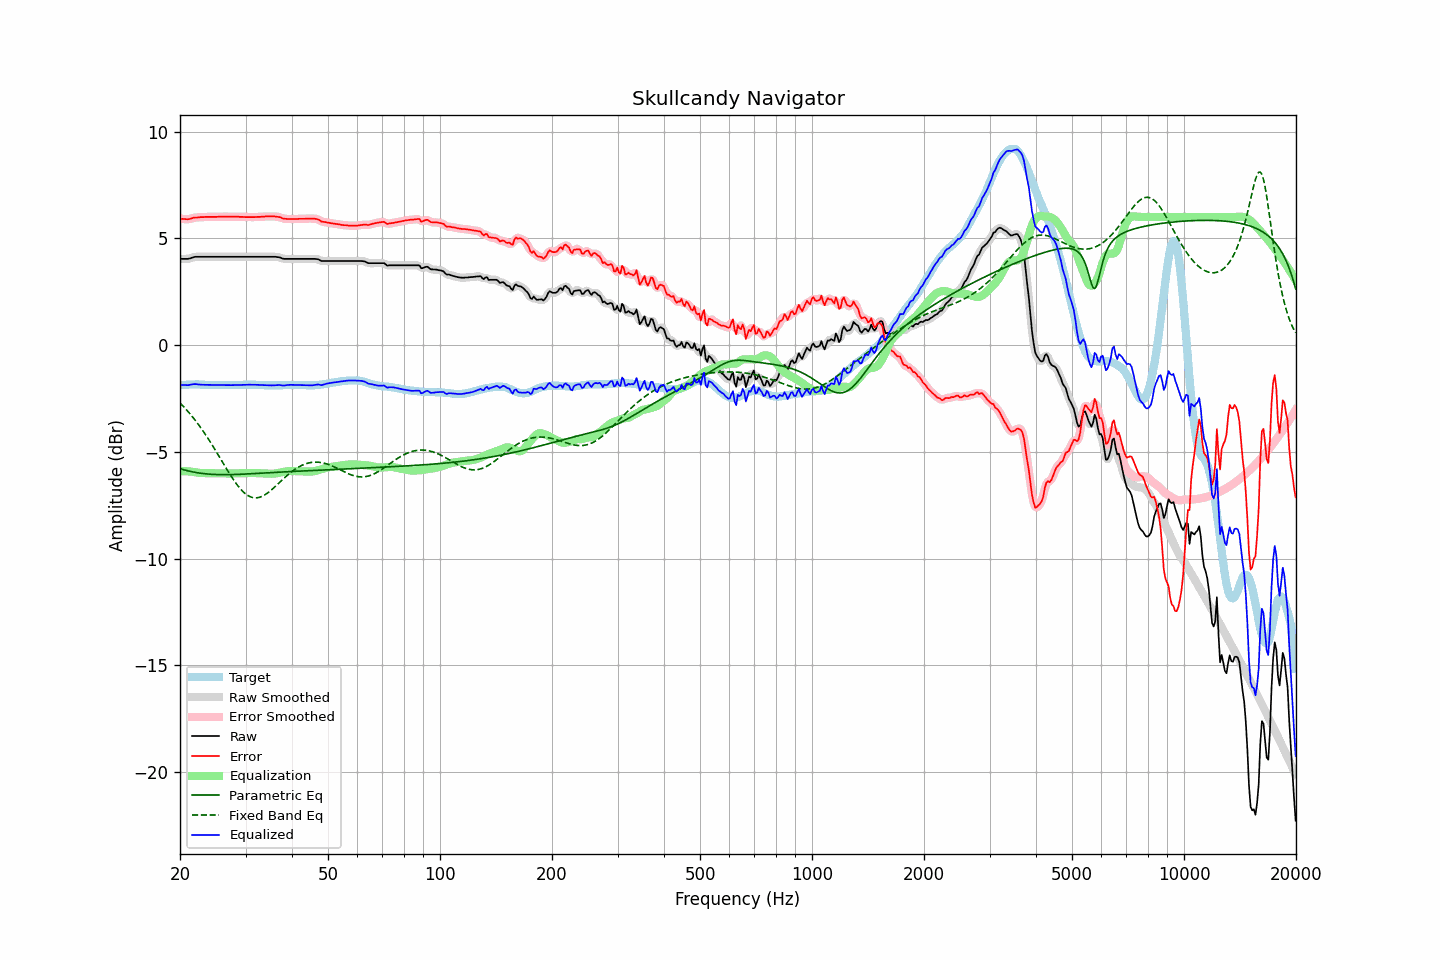 Skullcandy Navigator
10
5
0
−5
−10
−15
−20
Amplitude (dBr)
Target
Raw Smoothed
Error Smoothed
Raw
Error
Equalization
Parametric Eq
Fixed Band Eq
Equalized
20 50 100 200 500 1000 2000 5000 10000 20000
Frequency (Hz)